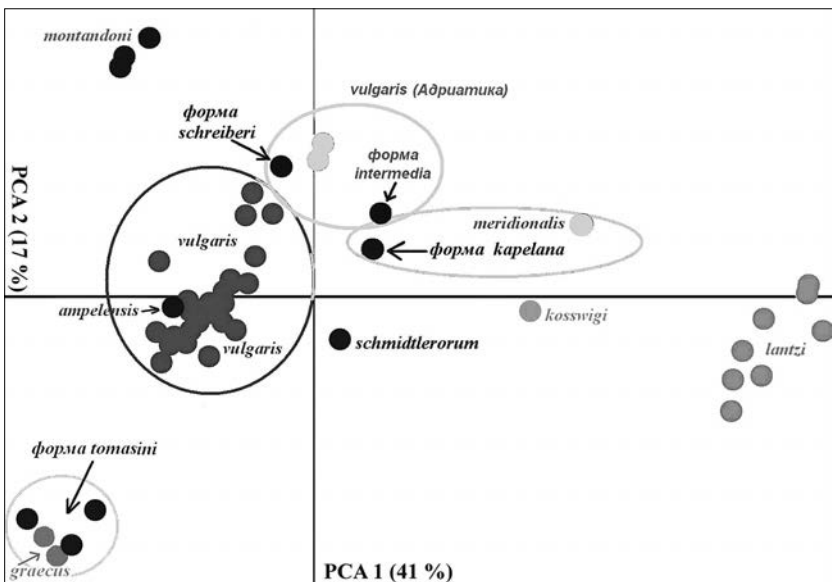 montandoni
vulgaris (Адриатика)
форма
schreiberi
форма
intermedia
vulgaris
meridionalis
форма kapelana
PCA 2 (17 %)
ampelensis
vulgaris
kosswigi
schmidtlerorum
lantzi
форма tomasini
graecus
PCA 1 (41 %)